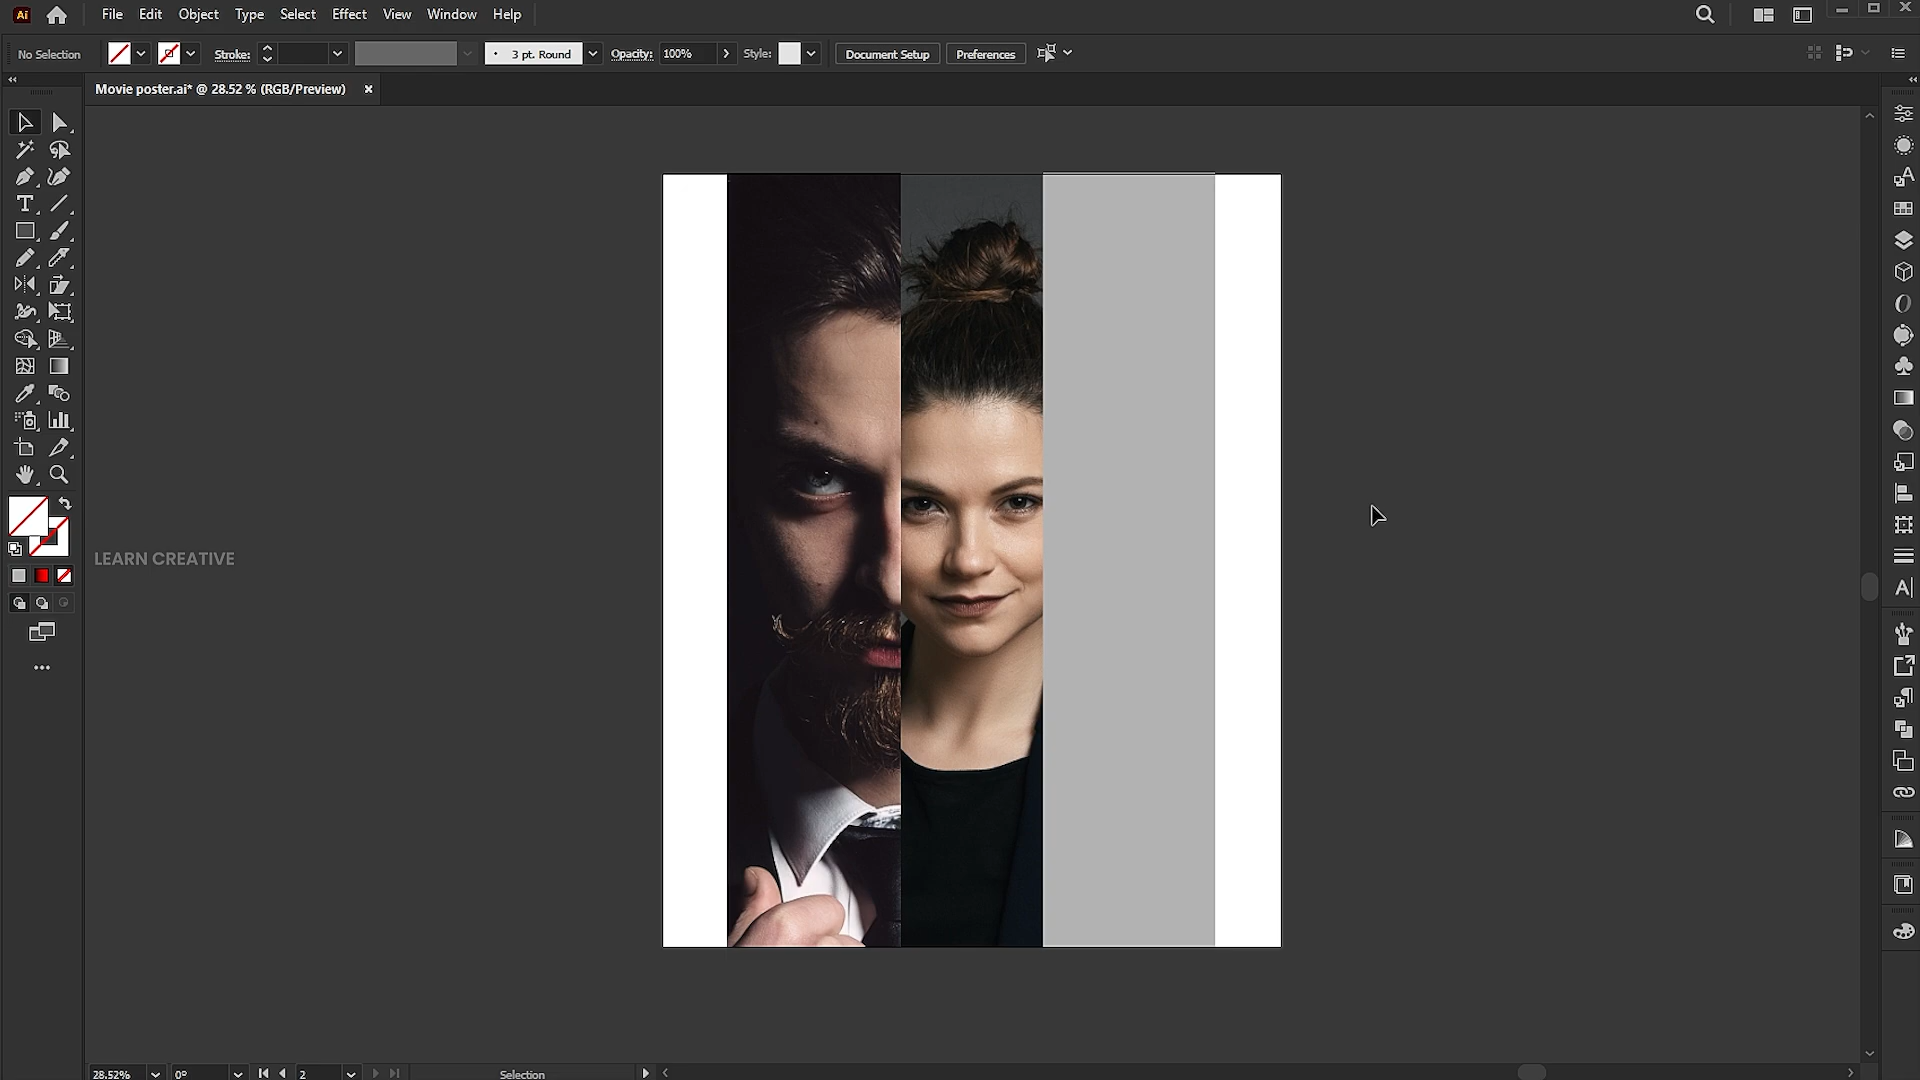 Ai
File Edit Object Type Select Effect View Window Help
No Selection Stroke: 3 pt. Round Opacity: 100% Style: Document Setup Preferences
Movie poster.ai* @ 28.52 % (RGB/Preview) ×
LEARN CREATIVE
28.52% 0° 2 Selection